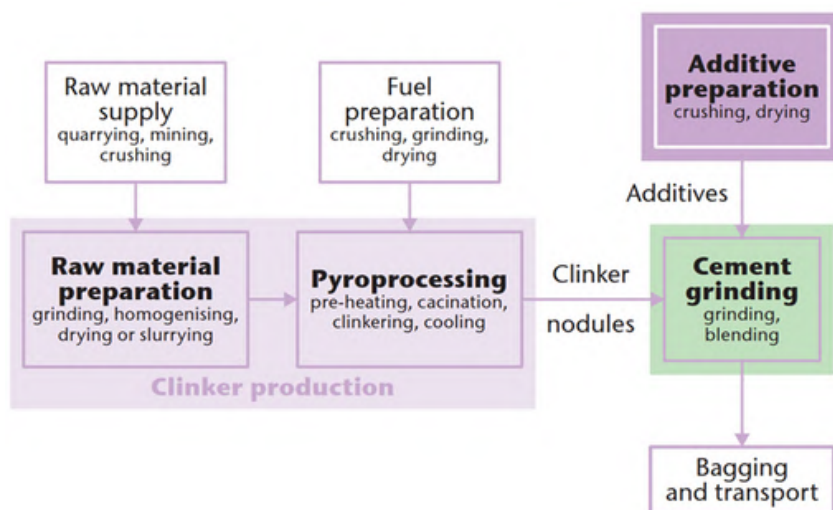 Raw material
supply
quarrying, mining,
crushing
Fuel
preparation
crushing, grinding,
drying
Additive
preparation
crushing, drying
Additives
Raw material
preparation
grinding, homogenising,
drying or slurrying
Pyroprocessing
pre-heating, cacination,
clinkering, cooling
Clinker
nodules
Cement
grinding
grinding,
blending
Clinker production
Bagging
and transport